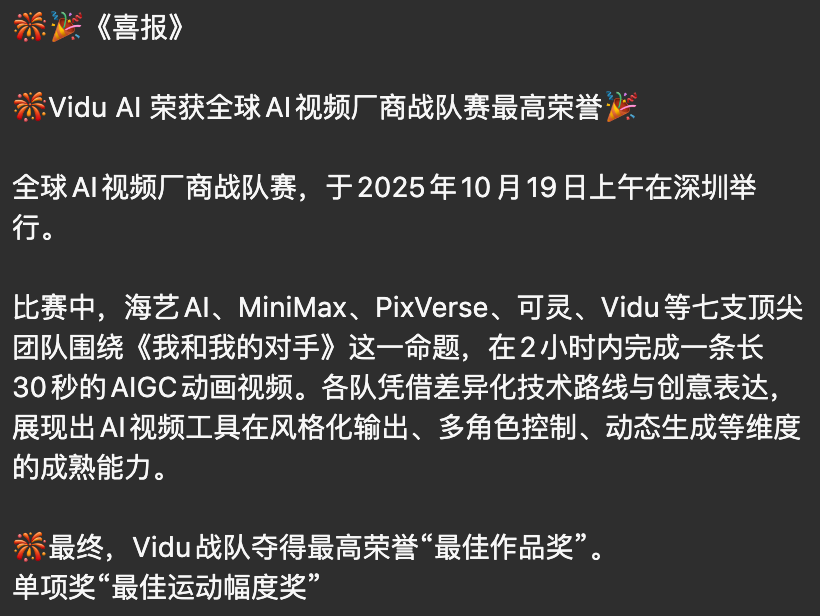 🎆🎉《喜报》
🎆Vidu AI 荣获全球AI视频厂商战队赛最高荣誉🎉
全球AI视频厂商战队赛，于2025年10月19日上午在深圳举
行。
比赛中，海艺AI、MiniMax、PixVerse、可灵、Vidu等七支顶尖
团队围绕《我和我的对手》这一命题，在2小时内完成一条长
30秒的AIGC动画视频。各队凭借差异化技术路线与创意表达，
展现出AI视频工具在风格化输出、多角色控制、动态生成等维度
的成熟能力。
🎆最终，Vidu战队夺得最高荣誉“最佳作品奖”。
单项奖“最佳运动幅度奖”